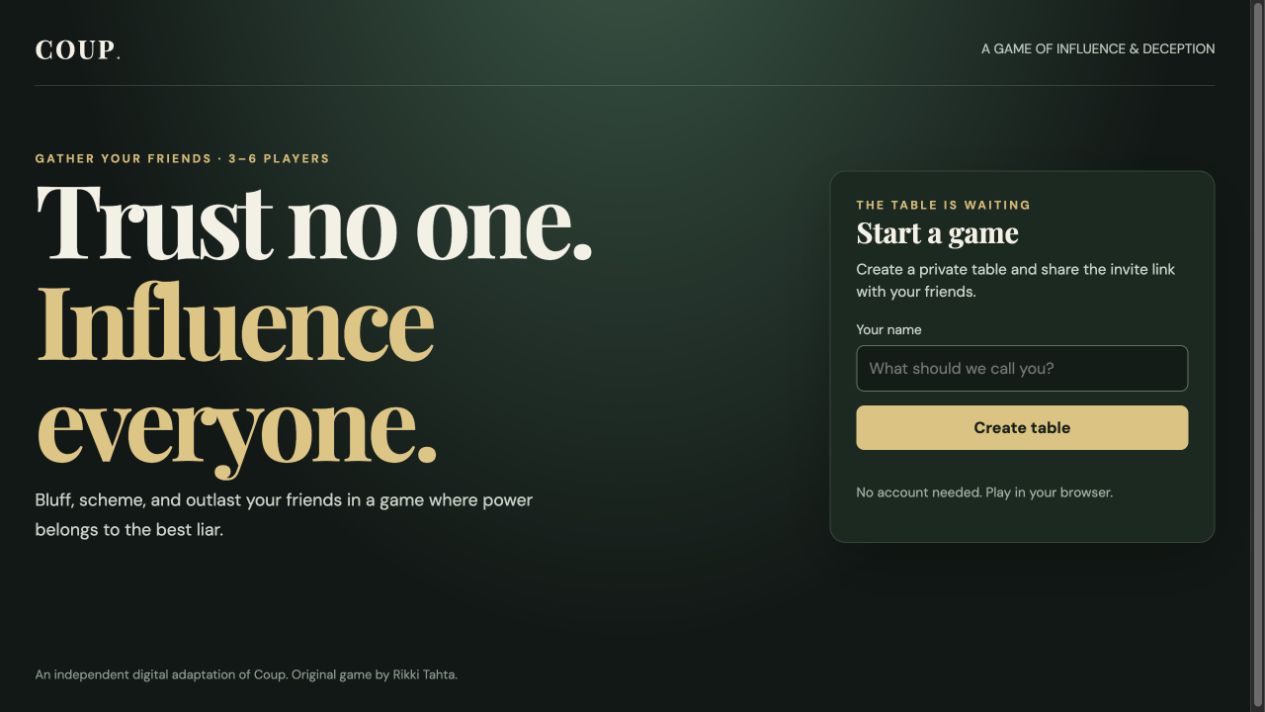 COUP.
A GAME OF INFLUENCE & DECEPTION
GATHER YOUR FRIENDS · 3–6 PLAYERS
Trust no one.
Influence
everyone.
Bluff, scheme, and outlast your friends in a game where power
belongs to the best liar.
THE TABLE IS WAITING
Start a game
Create a private table and share the invite link
with your friends.
Your name
What should we call you?
Create table
No account needed. Play in your browser.
An independent digital adaptation of Coup. Original game by Rikki Tahta.